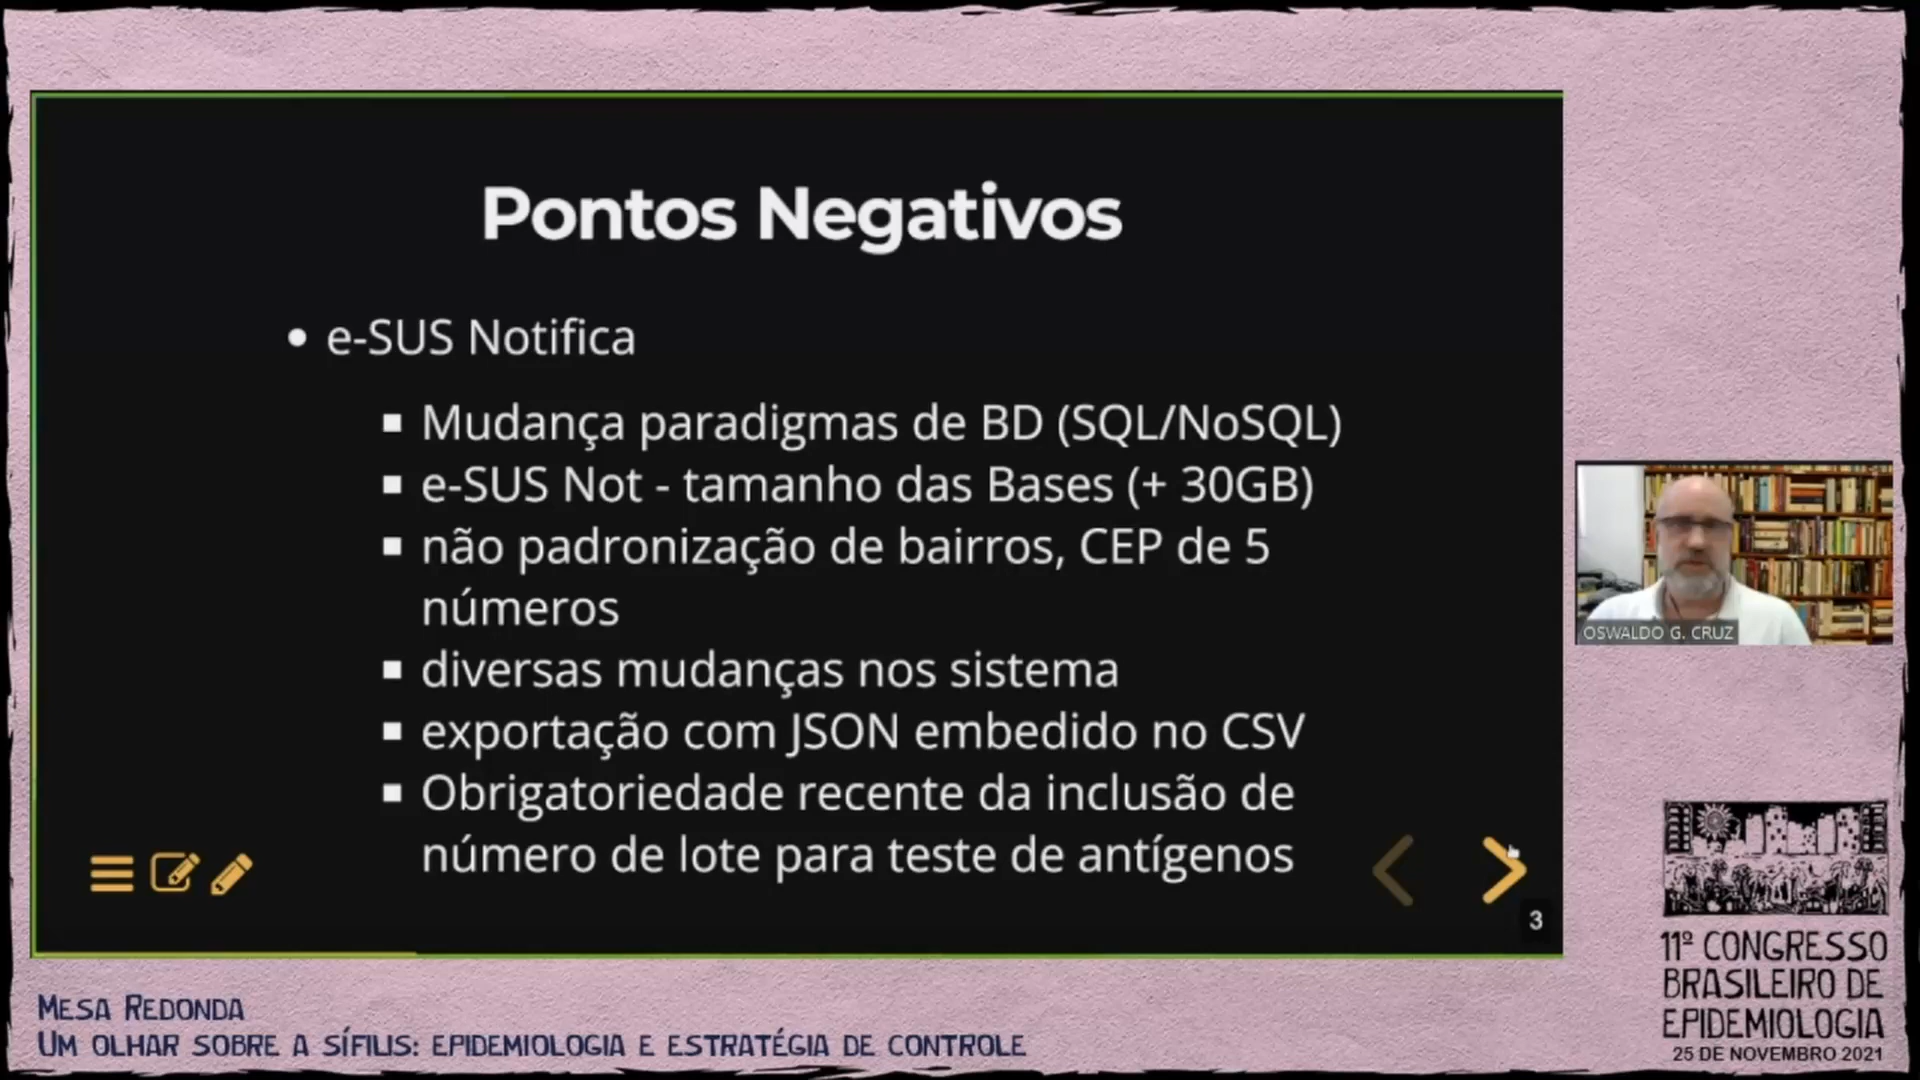 Pontos Negativos
• e-SUS Notifica
▪ Mudança paradigmas de BD (SQL/NoSQL)
▪ e-SUS Not - tamanho das Bases (+ 30GB)
▪ não padronização de bairros, CEP de 5
números
▪ diversas mudanças nos sistema
▪ exportação com JSON embedido no CSV
▪ Obrigatoriedade recente da inclusão de
número de lote para teste de antígenos
3
OSWALDO G. CRUZ
11º CONGRESSO
BRASILEIRO DE
EPIDEMIOLOGIA
25 DE NOVEMBRO 2021
MESA REDONDA
UM OLHAR SOBRE A SÍFILIS: EPIDEMIOLOGIA E ESTRATÉGIA DE CONTROLE